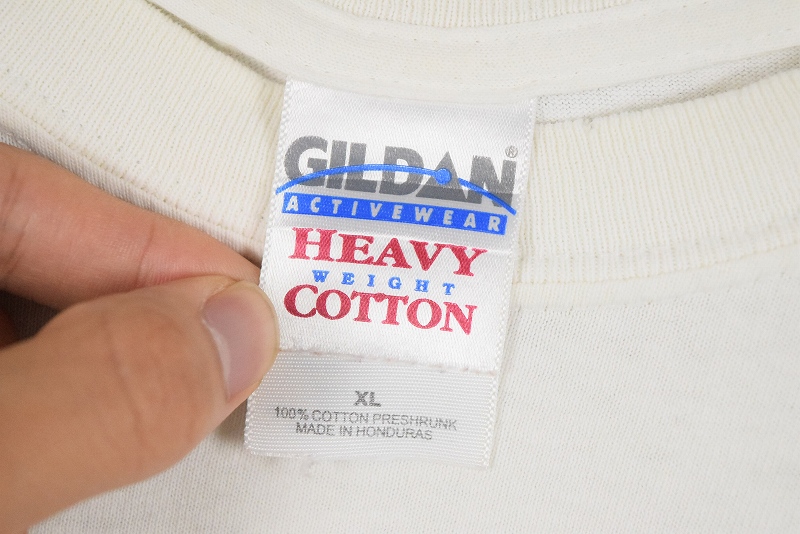 GILDAN®
ACTIVEWEAR
HEAVY
WEIGHT
COTTON
XL
100% COTTON PRESHRUNK
MADE IN HONDURAS